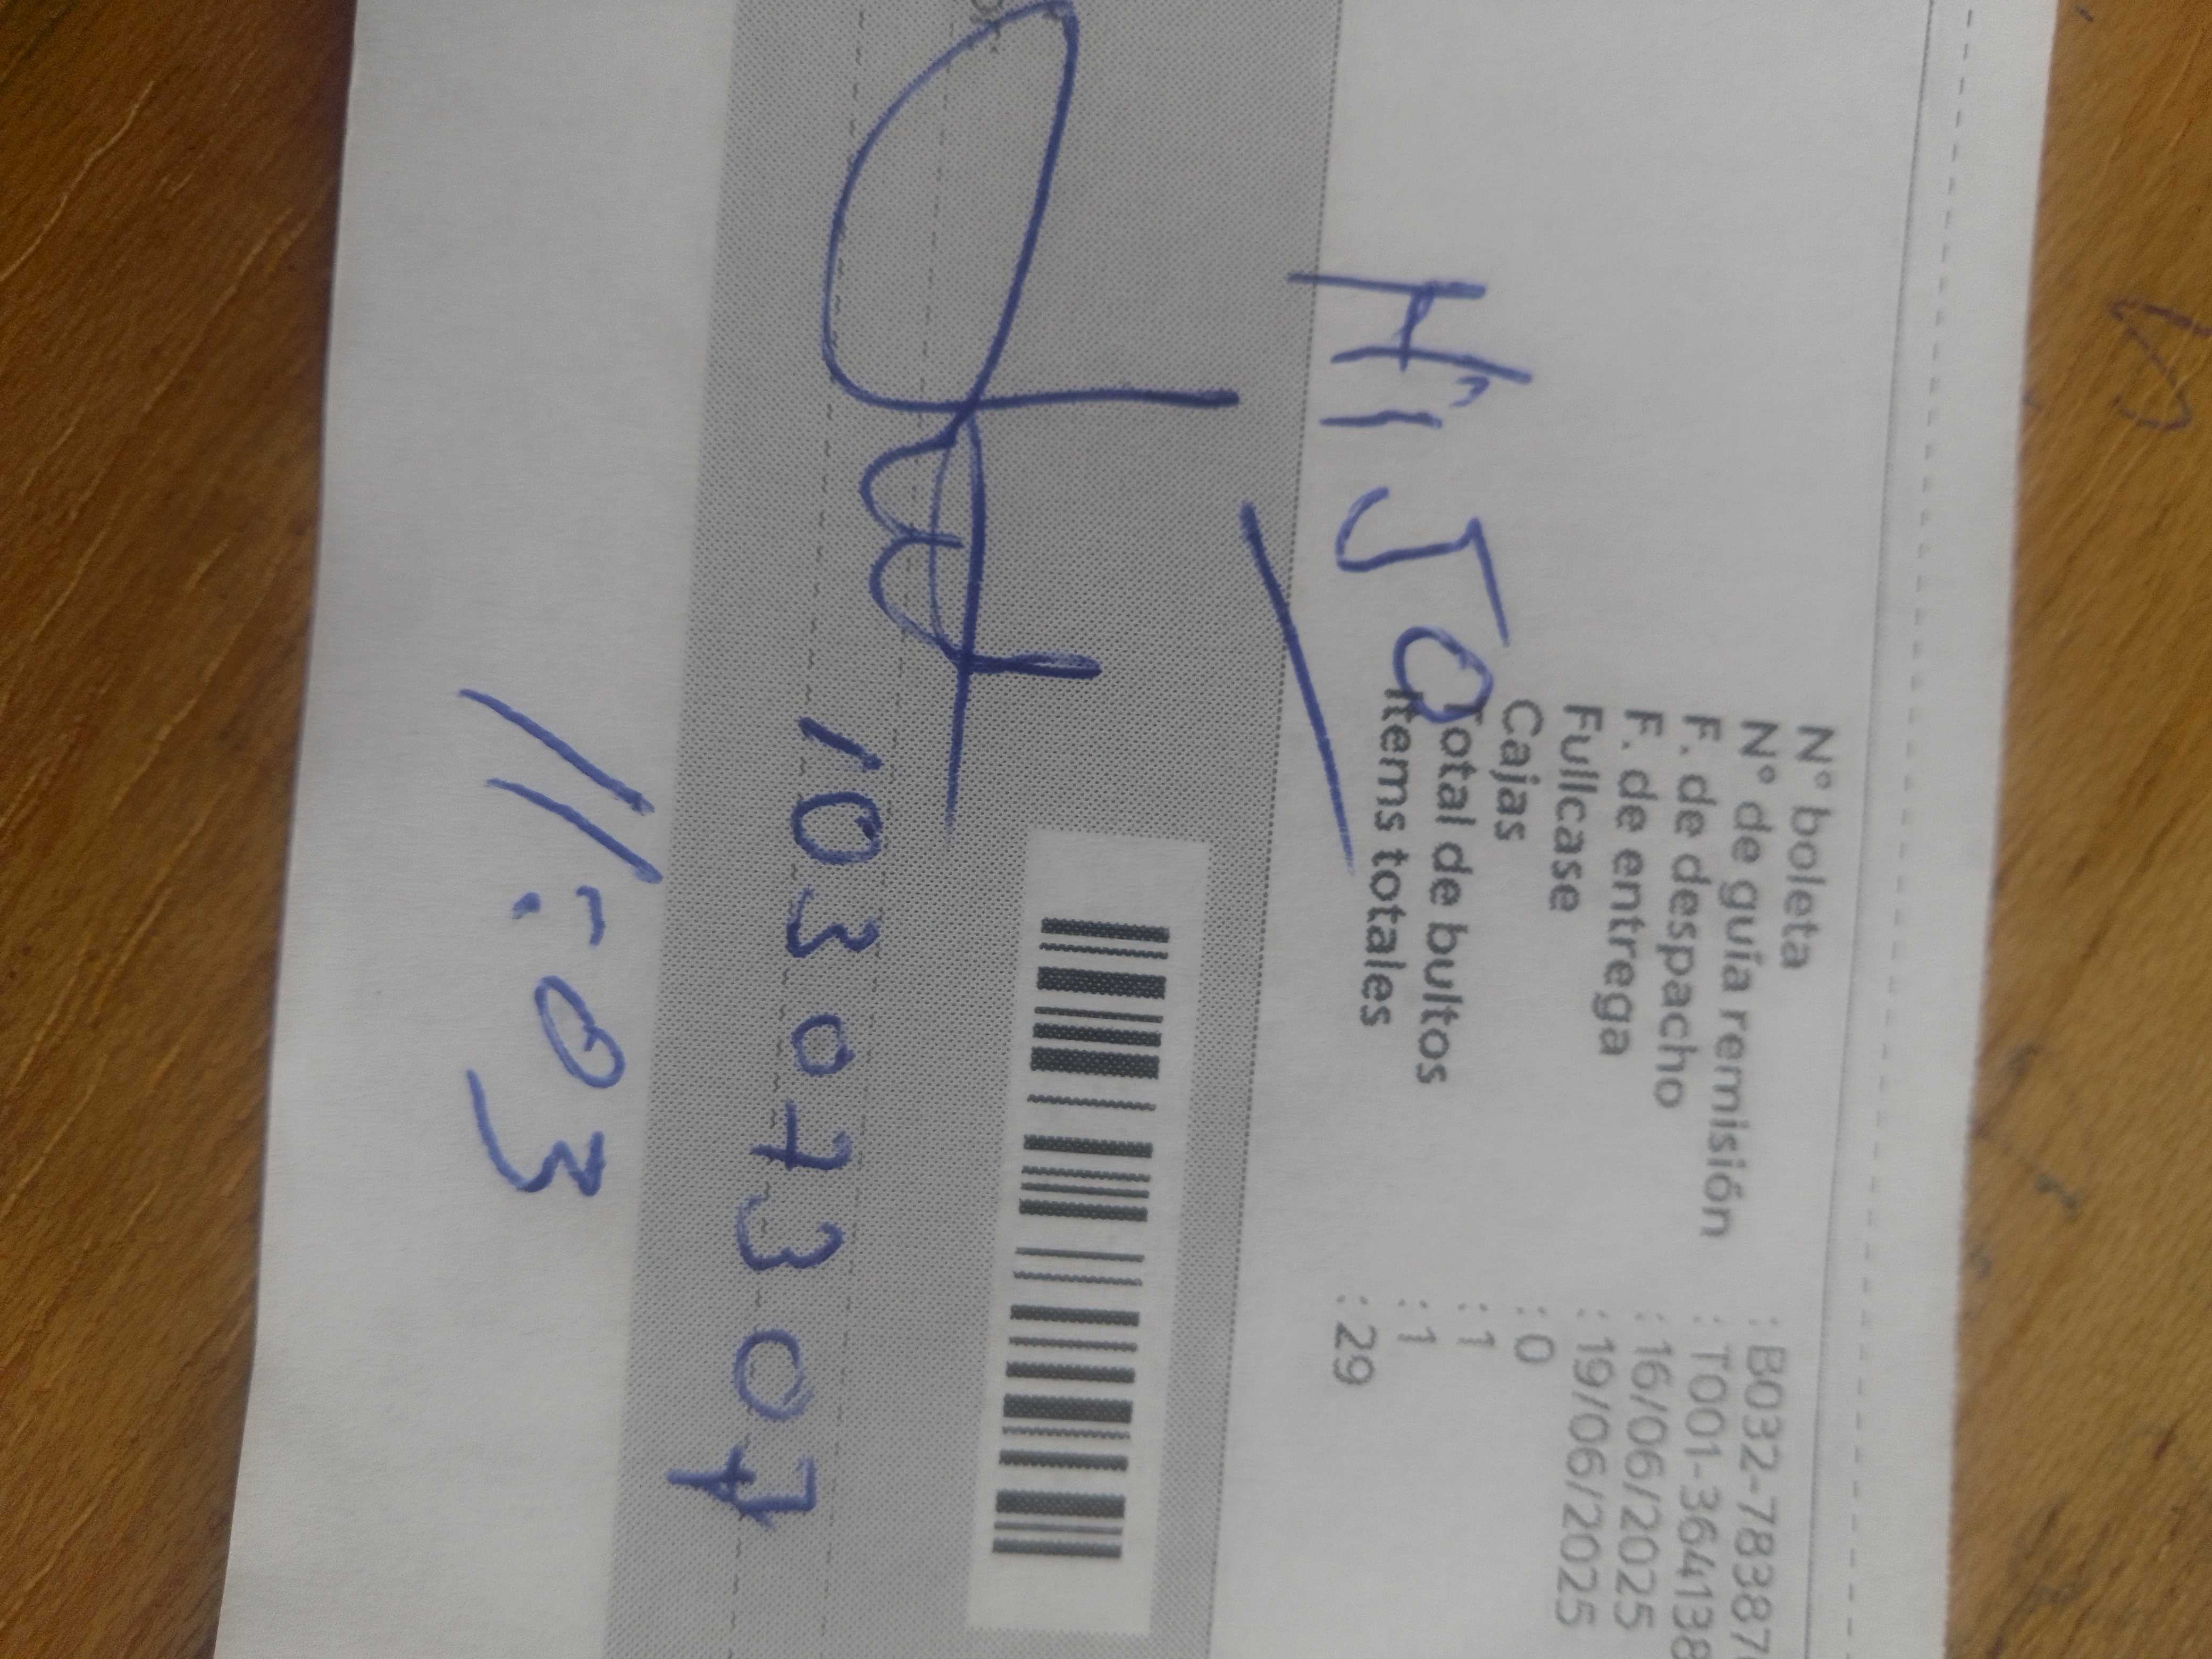 N° boleta : B032-78387
N° de guía remisión : T001-364138
F. de despacho : 16/06/2025
F. de entrega : 19/06/2025
Fullcase : 0
Cajas : 1
Total de bultos : 1
Items totales : 29
HiJo
10307307
11:03